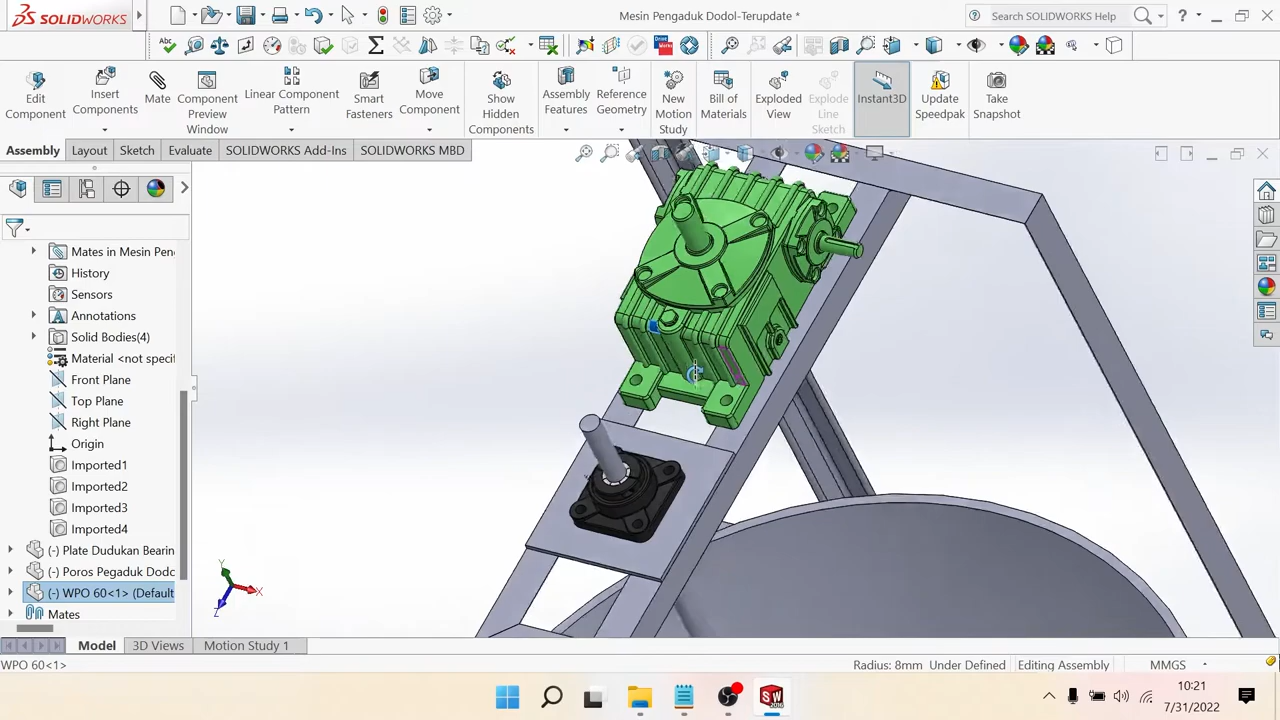 SOLIDWORKS
Mesin Pengaduk Dodol-Terupdate *
Search SOLIDWORKS Help
?
Edit Component
Insert Components
Mate
Component Preview Window
Linear Component Pattern
Smart Fasteners
Move Component
Show Hidden Components
Assembly Features
Reference Geometry
New Motion Study
Bill of Materials
Exploded View
Explode Line Sketch
Instant3D
Update Speedpak
Take Snapshot
Assembly
Layout
Sketch
Evaluate
SOLIDWORKS Add-Ins
SOLIDWORKS MBD
Mates in Mesin Pen
History
Sensors
Annotations
Solid Bodies(4)
Material <not specif
Front Plane
Top Plane
Right Plane
Origin
Imported1
Imported2
Imported3
Imported4
(-) Plate Dudukan Bearin
(-) Poros Pegaduk Dodo
(-) WPO 60<1> (Default
Mates
Y
X
Z
Model
3D Views
Motion Study 1
WPO 60<1>
Radius: 8mm
Under Defined
Editing Assembly
MMGS
SW
2016
10:21
7/31/2022